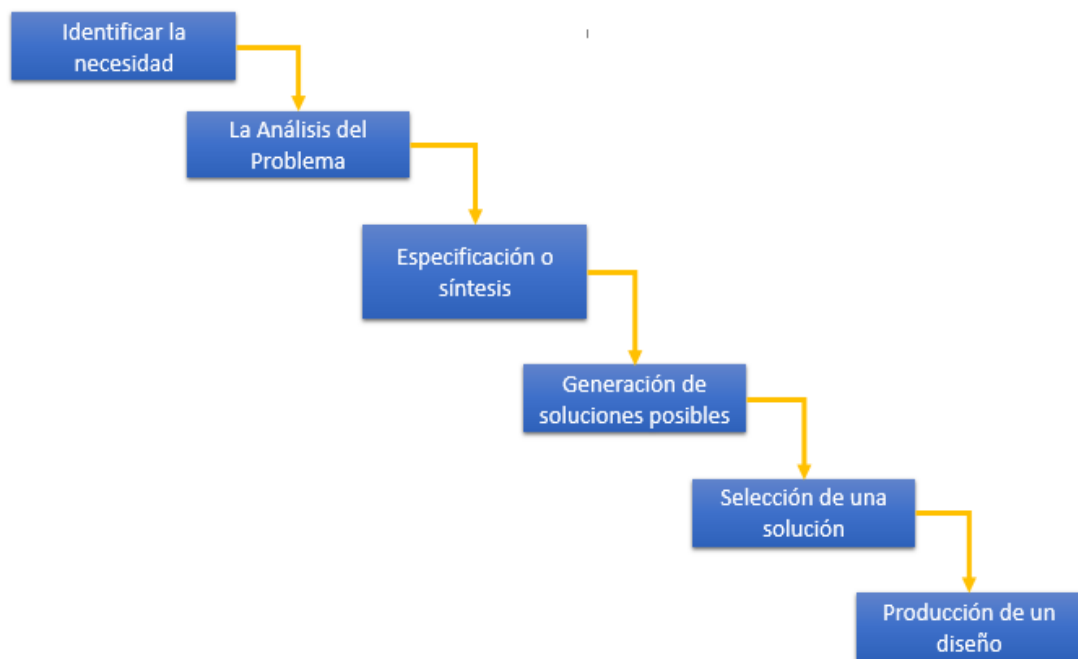 Identificar la
necesidad
La Análisis del
Problema
Especificación o
síntesis
Generación de
soluciones posibles
Selección de una
solución
Producción de un
diseño